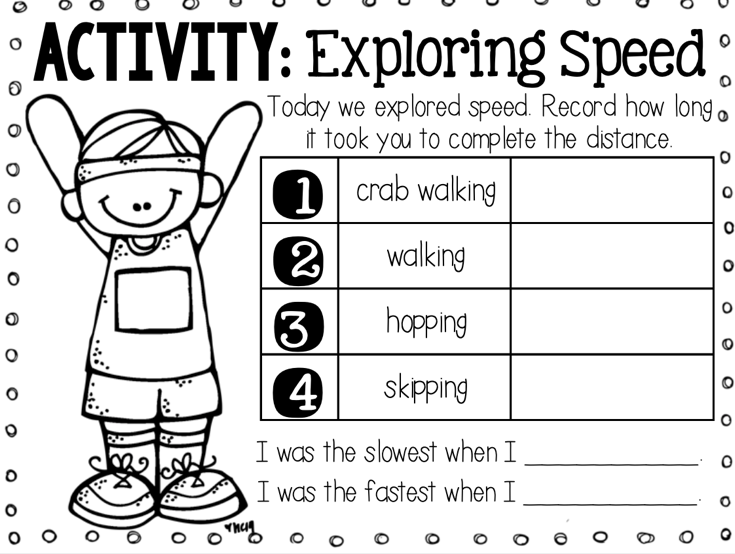 ACTIVITY: Exploring Speed
Today we explored speed. Record how long
it took you to complete the distance.
1 crab walking
2 walking
3 hopping
4 skipping
I was the slowest when I ______________.
I was the fastest when I ______________.